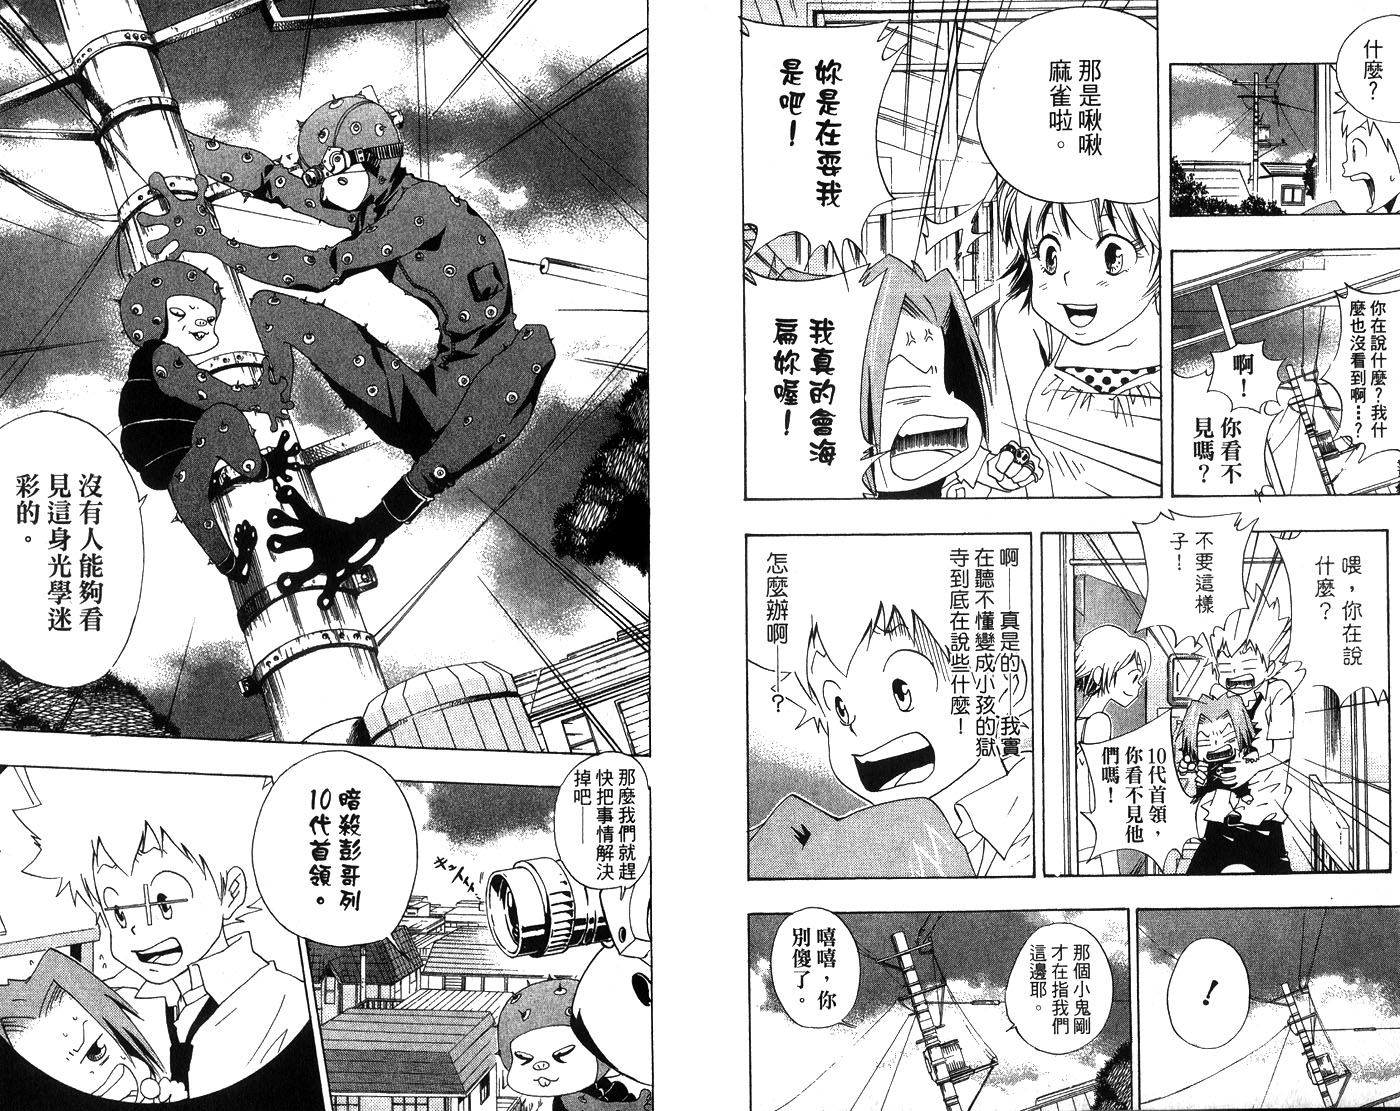 什麼?
你在說什麼?我什
麼也沒看到啊……?
啊!
你看不
見嗎?
那是啾啾
麻雀啦。
妳是在耍我
是吧!
我真的會海
扁妳喔!
喂,你在說
什麼?
不要這樣
子!
10代首領,
你看不見他
們嗎!
啊——真是的!——我實
在聽不懂變成小孩的獄
寺到底在說些什麼!
怎麼辦啊——?
!
那個小鬼剛
才在指我們
這邊耶。
嘻嘻,你
別傻了。
沒有人能夠看
見這身光學迷
彩的。
那麼我們就趕
快把事情解決
掉吧——
暗殺彭哥列
10代首領。